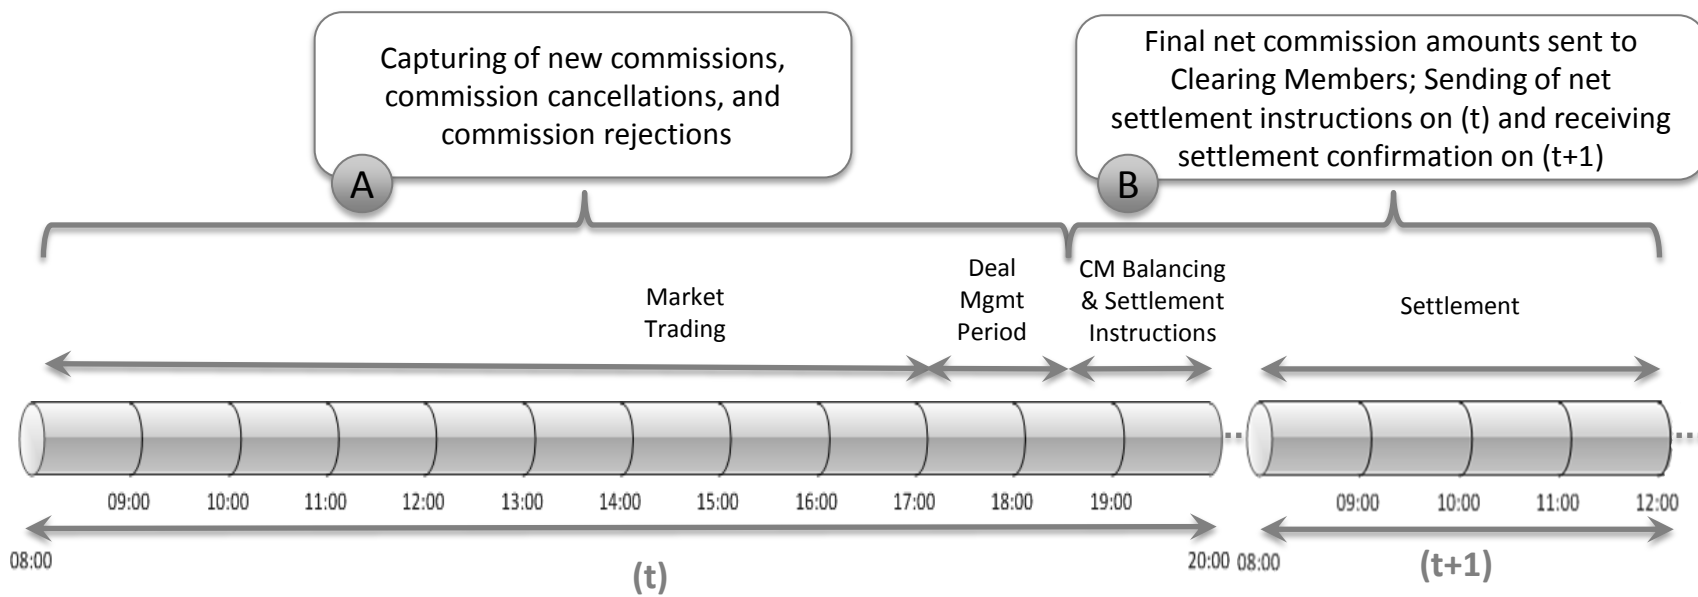 Capturing of new commissions,
commission cancellations, and
commission rejections
A
Final net commission amounts sent to
Clearing Members; Sending of net
settlement instructions on (t) and receiving
settlement confirmation on (t+1)
B
Market
Trading
Deal
Mgmt
Period
CM Balancing
& Settlement
Instructions
Settlement
09:00 10:00 11:00 12:00 13:00 14:00 15:00 16:00 17:00 18:00 19:00
09:00 10:00 11:00 12:00
08:00 20:00 08:00
(t)
(t+1)